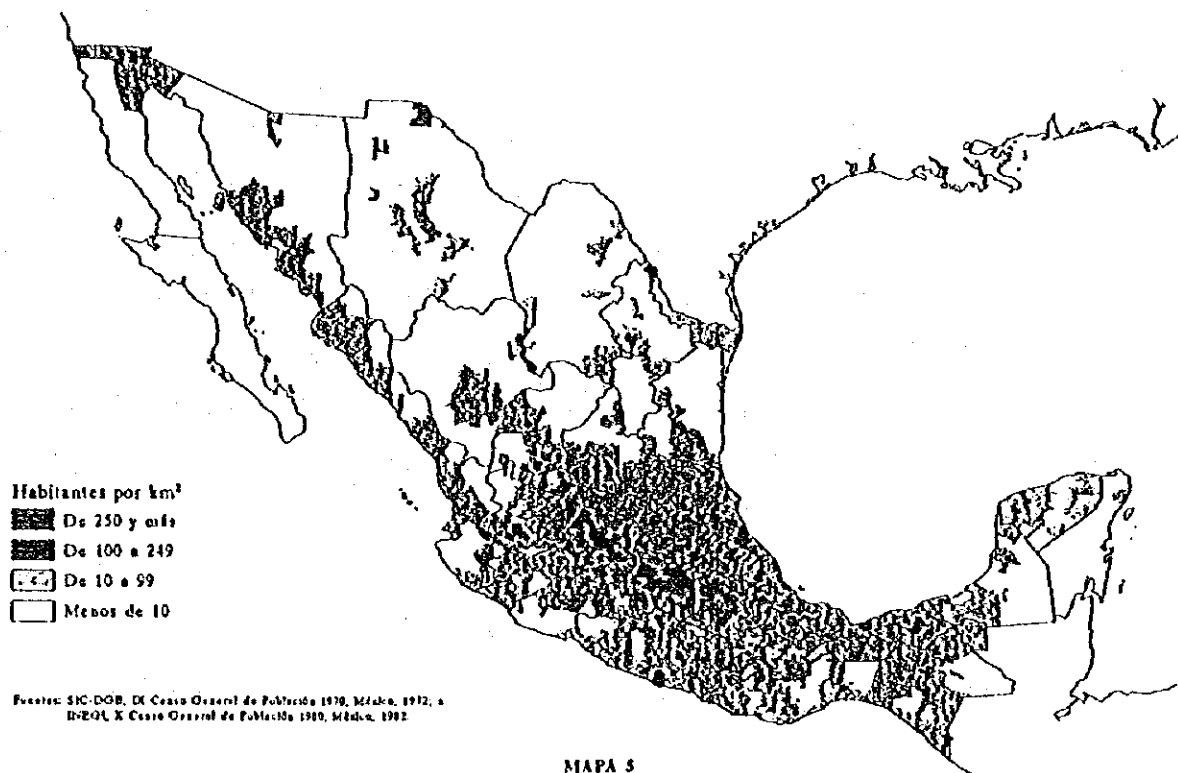 Habitantes por km²
De 250 y más
De 100 a 249
De 10 a 99
Menos de 10
Fuentes: SIC-DGE, IX Censo General de Población 1970, México, 1972; e
INEGI, X Censo General de Población 1980, México, 1982
MAPA 5